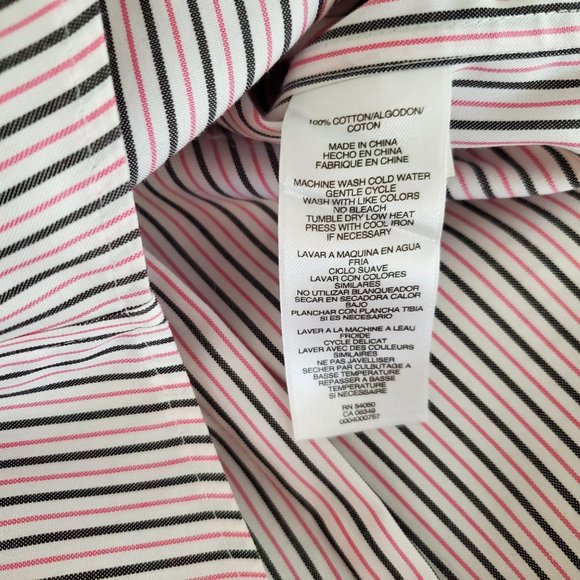 100% COTTON/ALGODON/
COTON
MADE IN CHINA
HECHO EN CHINA
FABRIQUE EN CHINE
MACHINE WASH COLD WATER
GENTLE CYCLE
WASH WITH LIKE COLORS
NO BLEACH
TUMBLE DRY LOW HEAT
PRESS WITH COOL IRON
IF NECESSARY
LAVAR A MAQUINA EN AGUA
FRIA
CICLO SUAVE
LAVAR CON COLORES
SIMILARES
NO UTILIZAR BLANQUEADOR
SECAR EN SECADORA CALOR
BAJO
PLANCHAR CON PLANCHA TIBIA
SI ES NECESARIO
LAVER A LA MACHINE A LEAU
FROIDE
CYCLE DELICAT
LAVER AVEC DES COULEURS
SIMILAIRES
NE PAS JAVELLISER
SECHER PAR CULBUTAGE A
BASSE TEMPERATURE
REPASSER A BASSE
TEMPERATURE
SI NECESSAIRE
RN 54050
CA 08349
0004000757